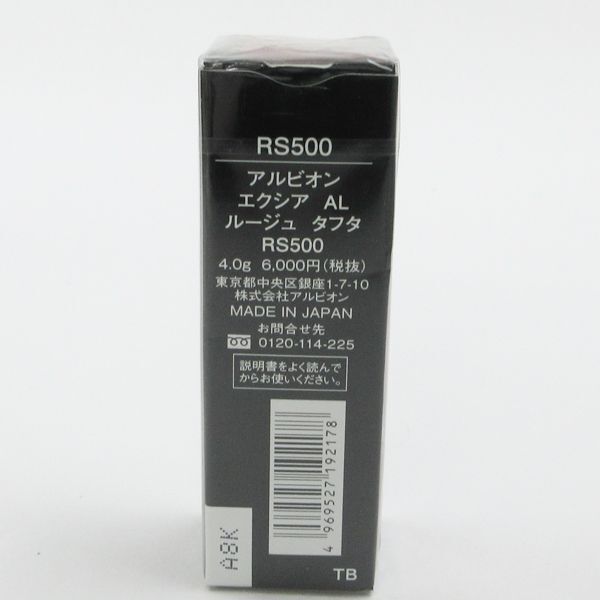 RS500
アルビオン
エクシア AL
ルージュ タフタ
RS500
4.0g 6,000円(税抜)
東京都中央区銀座1-7-10
株式会社アルビオン
MADE IN JAPAN
お問合せ先
0120-114-225
説明書をよく読んで
からお使いください。
4 969527 192178
A8K
TB